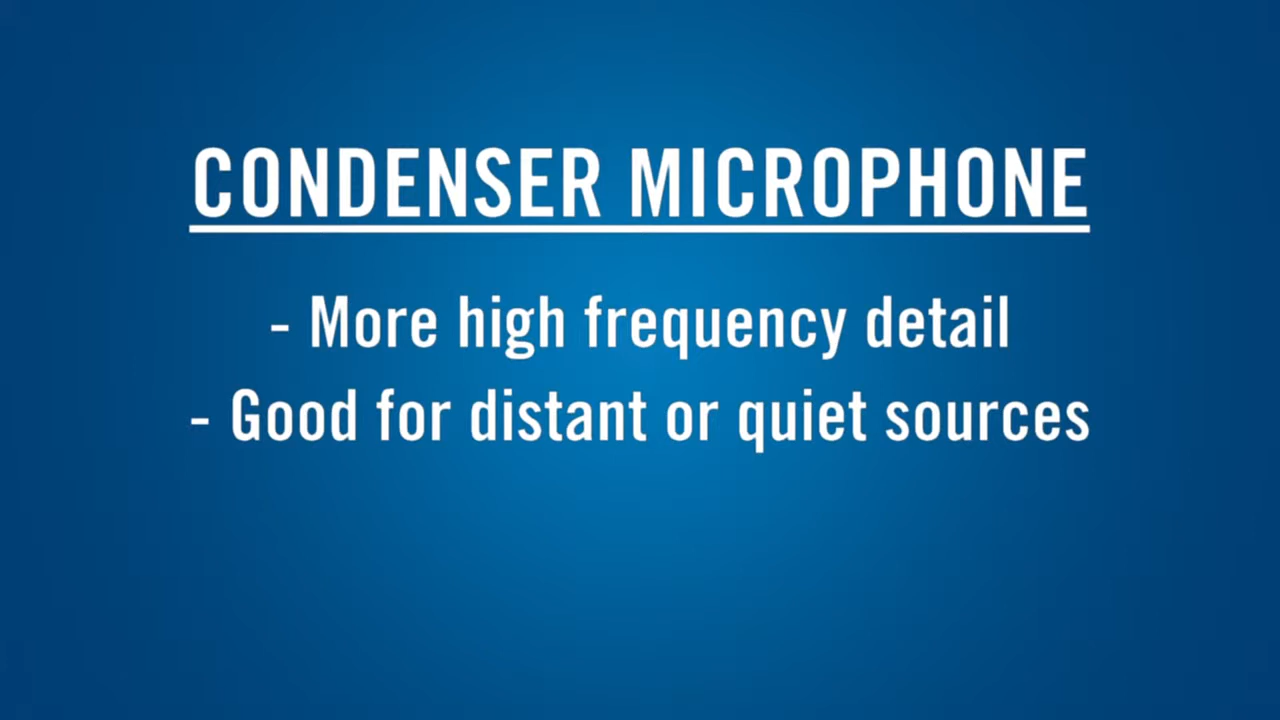 CONDENSER MICROPHONE
- More high frequency detail
- Good for distant or quiet sources